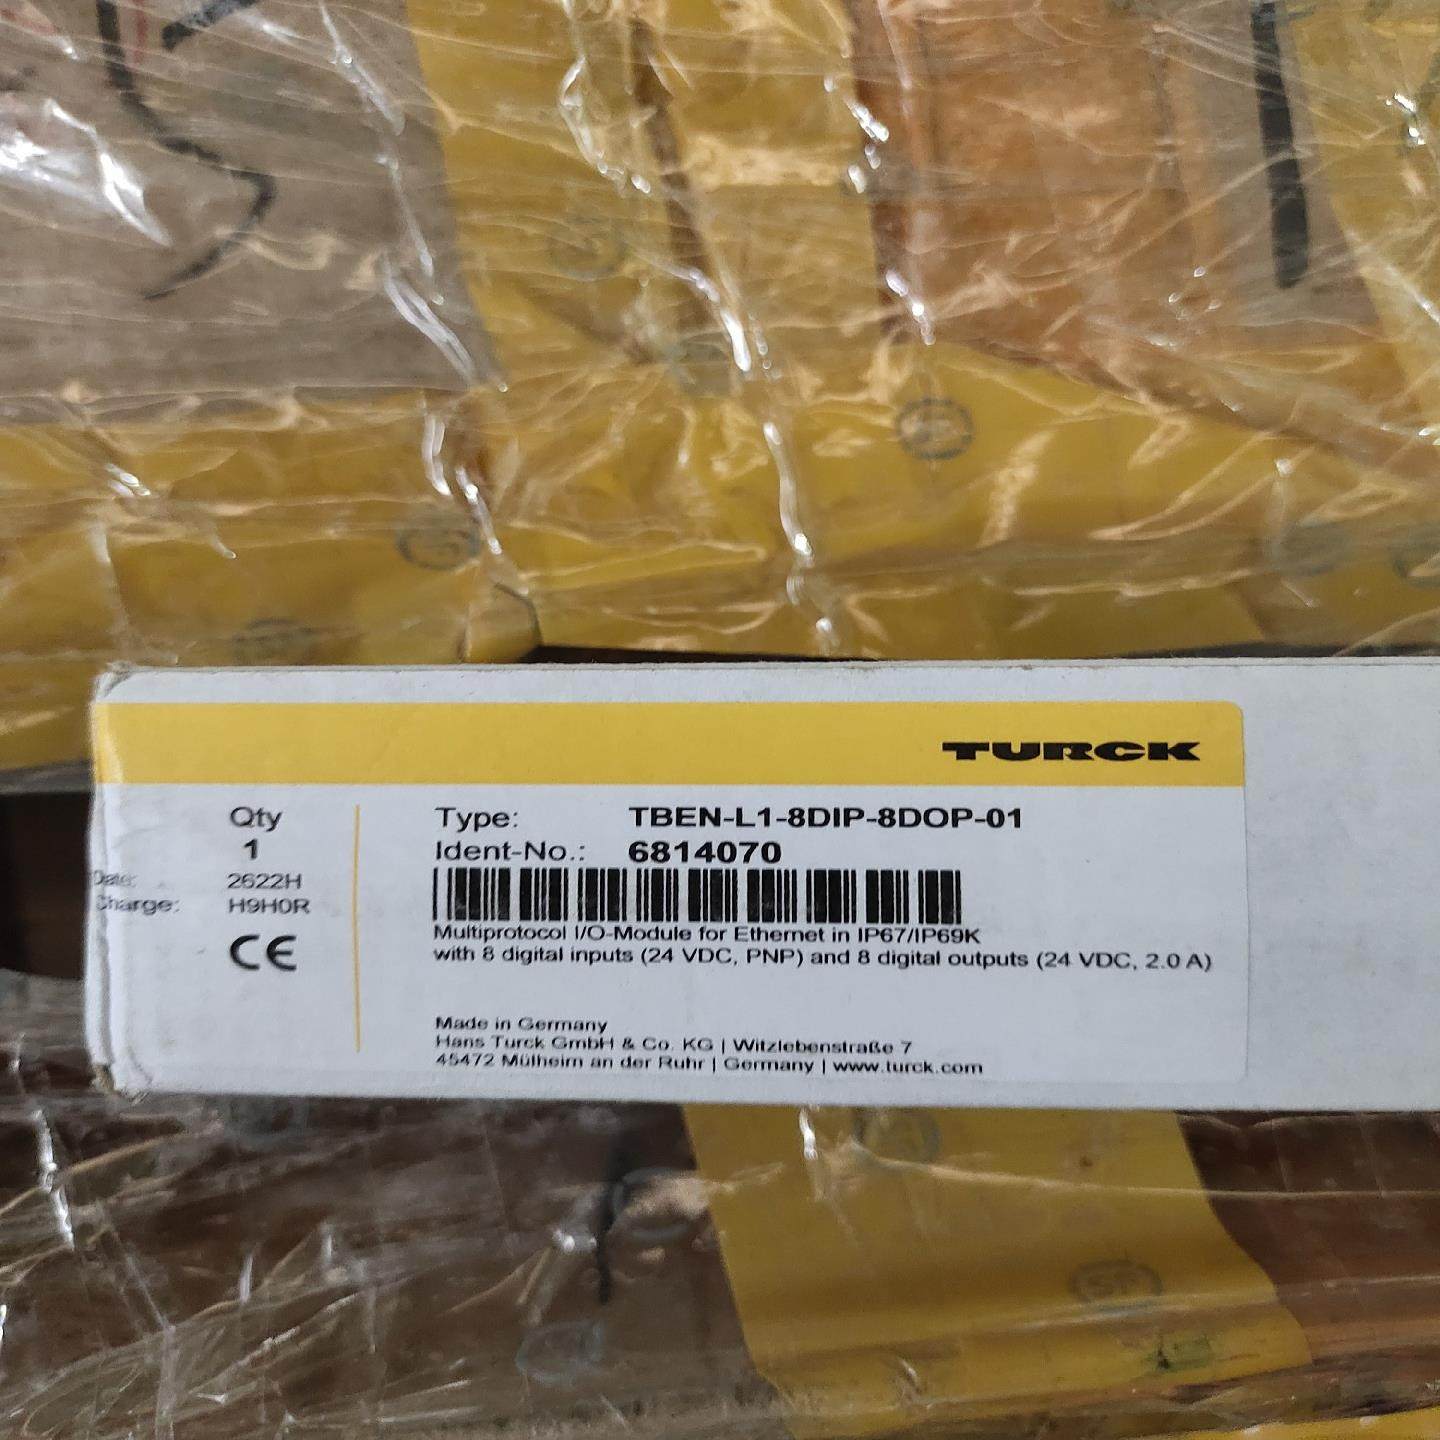 TURCK
Qty
1
Date: 2622H
Charge: H9H0R
CE
Type: TBEN-L1-8DIP-8DOP-01
Ident-No.: 6814070
Multiprotocol I/O-Module for Ethernet in IP67/IP69K
with 8 digital inputs (24 VDC, PNP) and 8 digital outputs (24 VDC, 2.0 A)
Made in Germany
Hans Turck GmbH & Co. KG | Witzlebenstraße 7
45472 Mülheim an der Ruhr | Germany | www.turck.com
SF